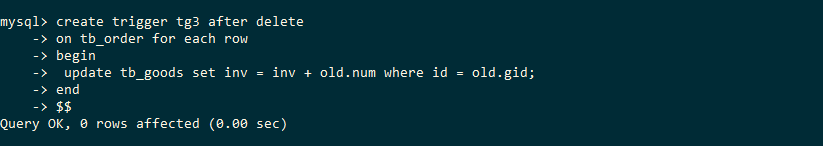 mysql> create trigger tg3 after delete
    -> on tb_order for each row
    -> begin
    ->  update tb_goods set inv = inv + old.num where id = old.gid;
    -> end
    -> $$
Query OK, 0 rows affected (0.00 sec)